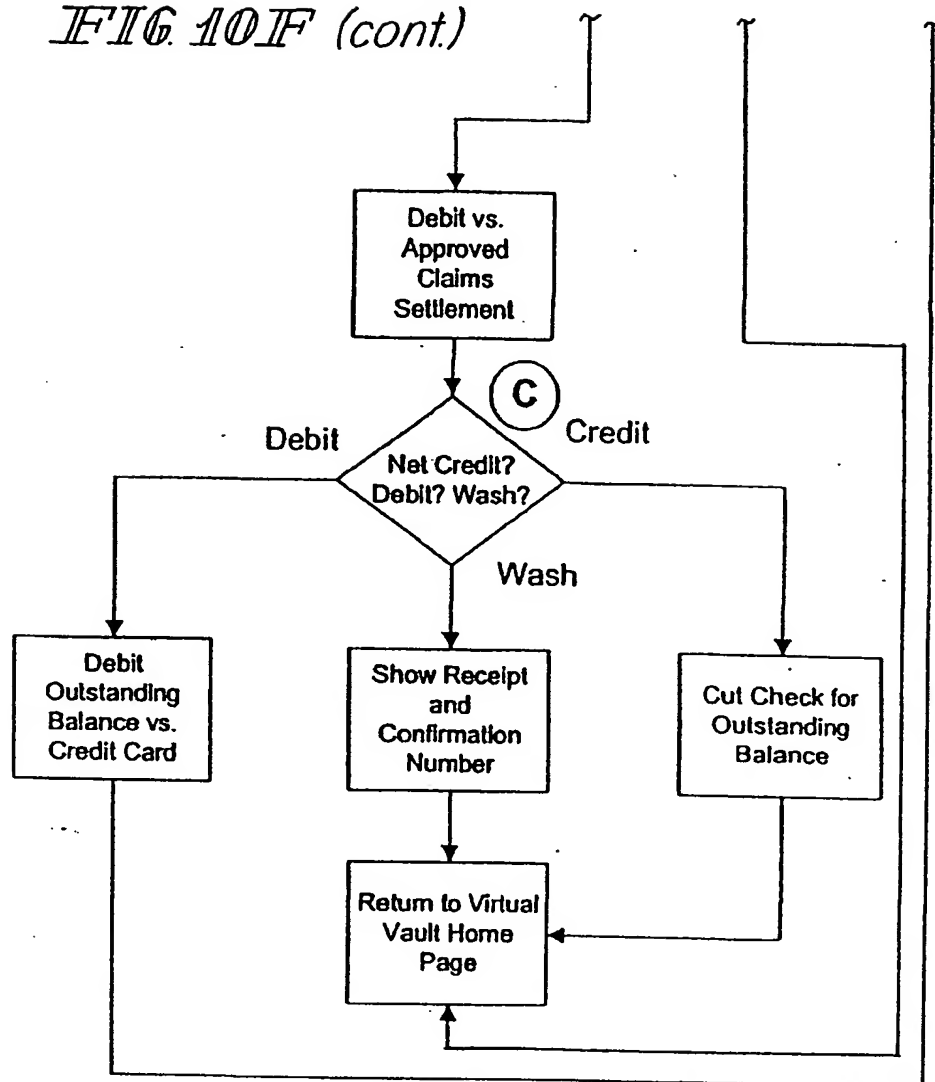 FIG. 10F (cont.)
Debit vs.
Approved
Claims
Settlement
C
Debit
Credit
Net Credit?
Debit? Wash?
Wash
Debit
Outstanding
Balance vs.
Credit Card
Show Receipt
and
Confirmation
Number
Cut Check for
Outstanding
Balance
Return to Virtual
Vault Home
Page